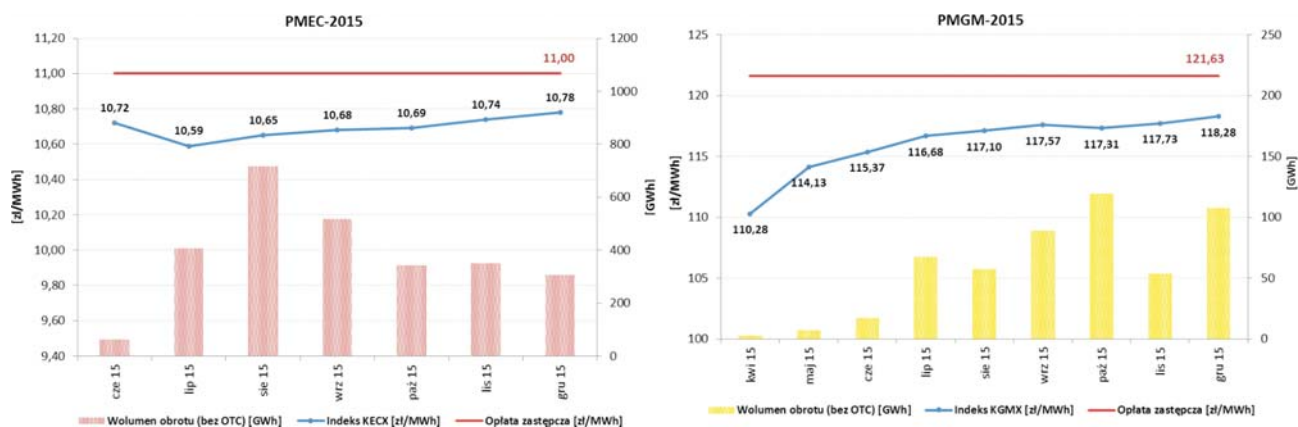 PMEC-2015
11,20
11,00
10,80
10,60
10,40
10,20
10,00
9,80
9,60
9,40
[zł/MWh]
1200
1000
800
600
400
200
0
[GWh]
11,00
10,72
10,59
10,65
10,68
10,69
10,74
10,78
cze 15
lip 15
sie 15
wrz 15
paź 15
lis 15
gru 15
Wolumen obrotu (bez OTC) [GWh]
Indeks KECX [zł/MWh]
Opłata zastępcza [zł/MWh]
PMGM-2015
125
120
115
110
105
100
[zł/MWh]
250
200
150
100
50
0
[GWh]
121,63
110,28
114,13
115,37
116,68
117,10
117,57
117,31
117,73
118,28
kwi 15
maj 15
cze 15
lip 15
sie 15
wrz 15
paź 15
lis 15
gru 15
Wolumen obrotu (bez OTC) [GWh]
Indeks KGMX [zł/MWh]
Opłata zastępcza [zł/MWh]